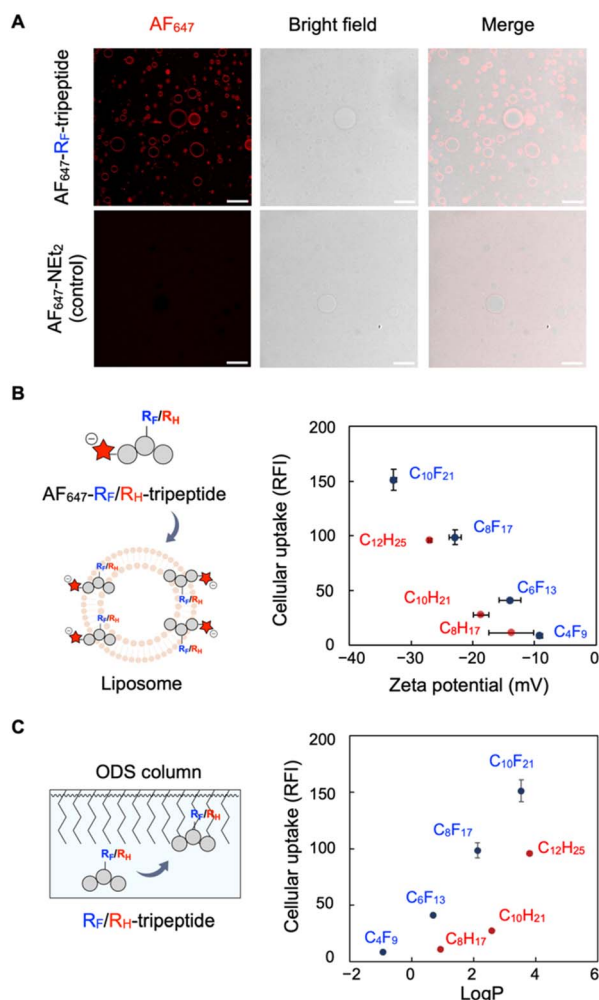 A
AF647
Bright field
Merge
AF647-RF-tripeptide
AF647-NEt2
(control)
B
RF/RH
AF647-RF/RH-tripeptide
RF/RH
RF/RH
RF/RH
RF/RH
Liposome
200
150
100
50
0
Cellular uptake (RFI)
C10F21
C12H25
C8F17
C10H21
C6F13
C8H17
C4F9
−40
−30
−20
−10
0
Zeta potential (mV)
C
ODS column
RF/RH
RF/RH
RF/RH-tripeptide
200
150
100
50
0
Cellular uptake (RFI)
C10F21
C8F17
C12H25
C6F13
C10H21
C4F9
C8H17
−2
0
2
4
6
LogP